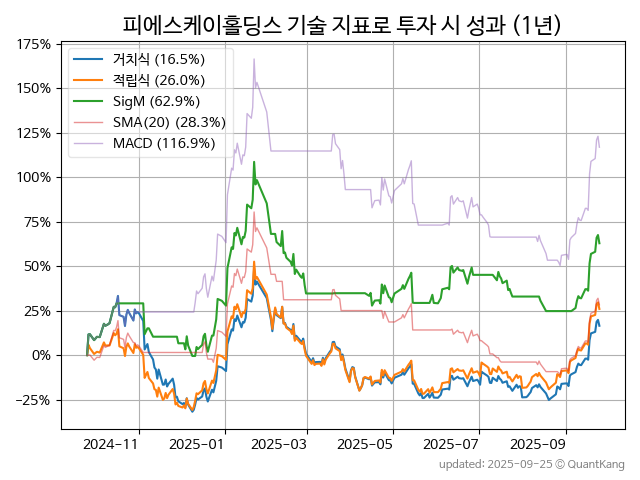 피에스케이홀딩스 기술 지표로 투자 시 성과 (1년)
175%
150%
125%
100%
75%
50%
25%
0%
−25%
거치식 (16.5%)
적립식 (26.0%)
SigM (62.9%)
SMA(20) (28.3%)
MACD (116.9%)
2024-11
2025-01
2025-03
2025-05
2025-07
2025-09
updated: 2025-09-25 © QuantKang